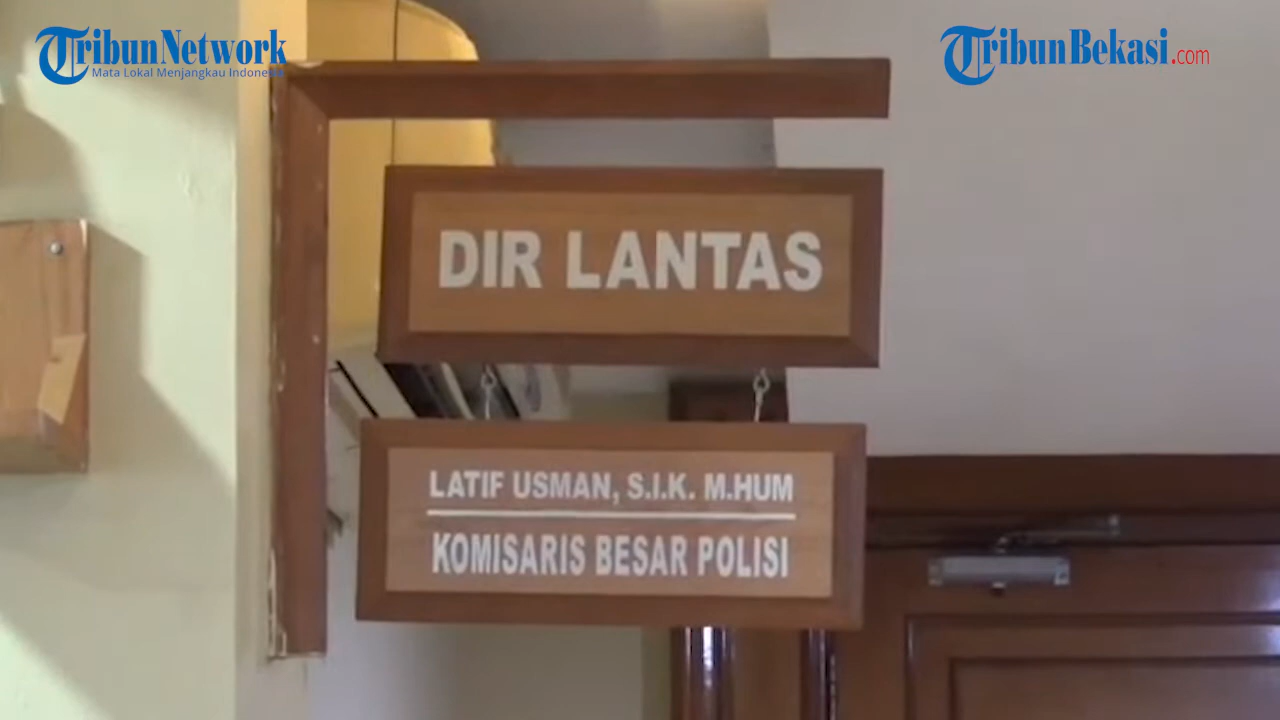 TribunNetwork
Mata Lokal Menjangkau Indonesia
TribunBekasi.com
DIR LANTAS
LATIF USMAN, S.I.K. M.HUM
KOMISARIS BESAR POLISI